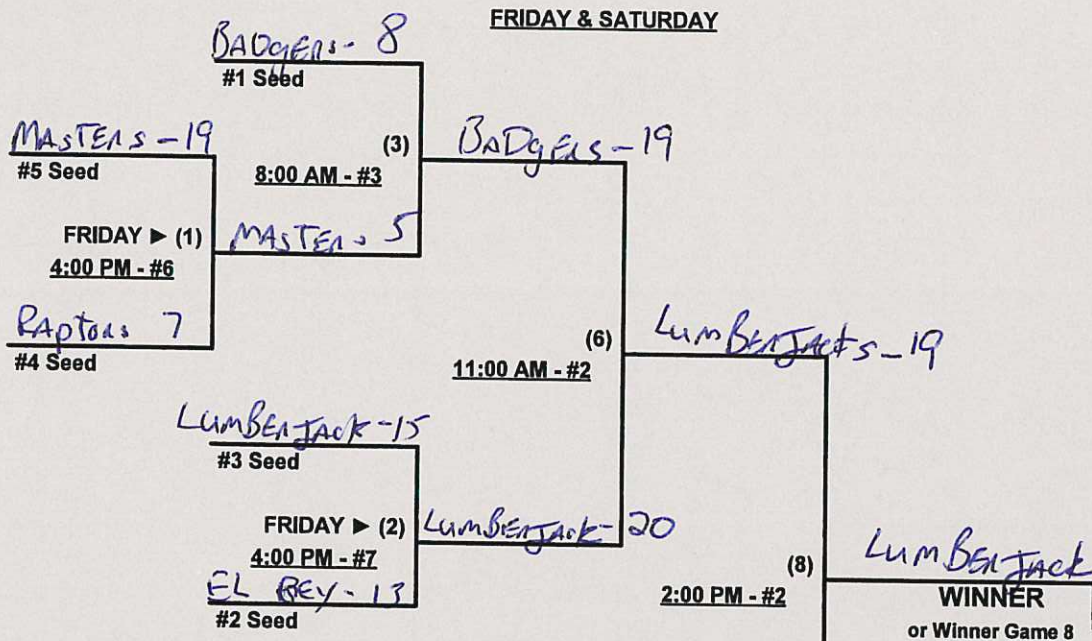 FRIDAY & SATURDAY
BADgERS - 8
#1 Seed
MASTERS - 19
(3)
BADgERS - 19
#5 Seed
8:00 AM - #3
FRIDAY ► (1)
MASTERS 5
4:00 PM - #6
RAptors 7
#4 Seed
(6)
LumBERJAcks - 19
11:00 AM - #2
LumBERJAck - 15
#3 Seed
FRIDAY ► (2)
LumBERJAck - 20
4:00 PM - #7
EL REY - 13
#2 Seed
(8)
LumBERJAck
2:00 PM - #2
WINNER
or Winner Game 8